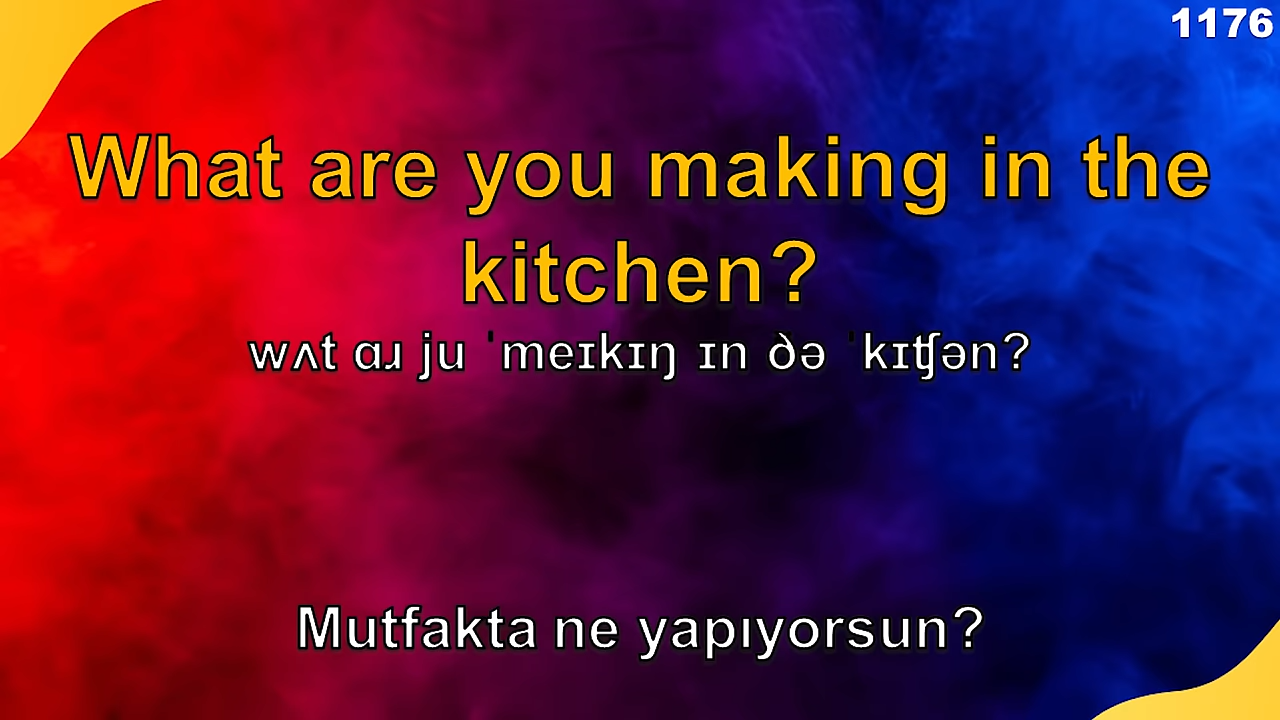 1176
What are you making in the
kitchen?
wʌt ɑɹ ju ˈmeɪkɪŋ ɪn ðə ˈkɪʧən?
Mutfakta ne yapıyorsun?